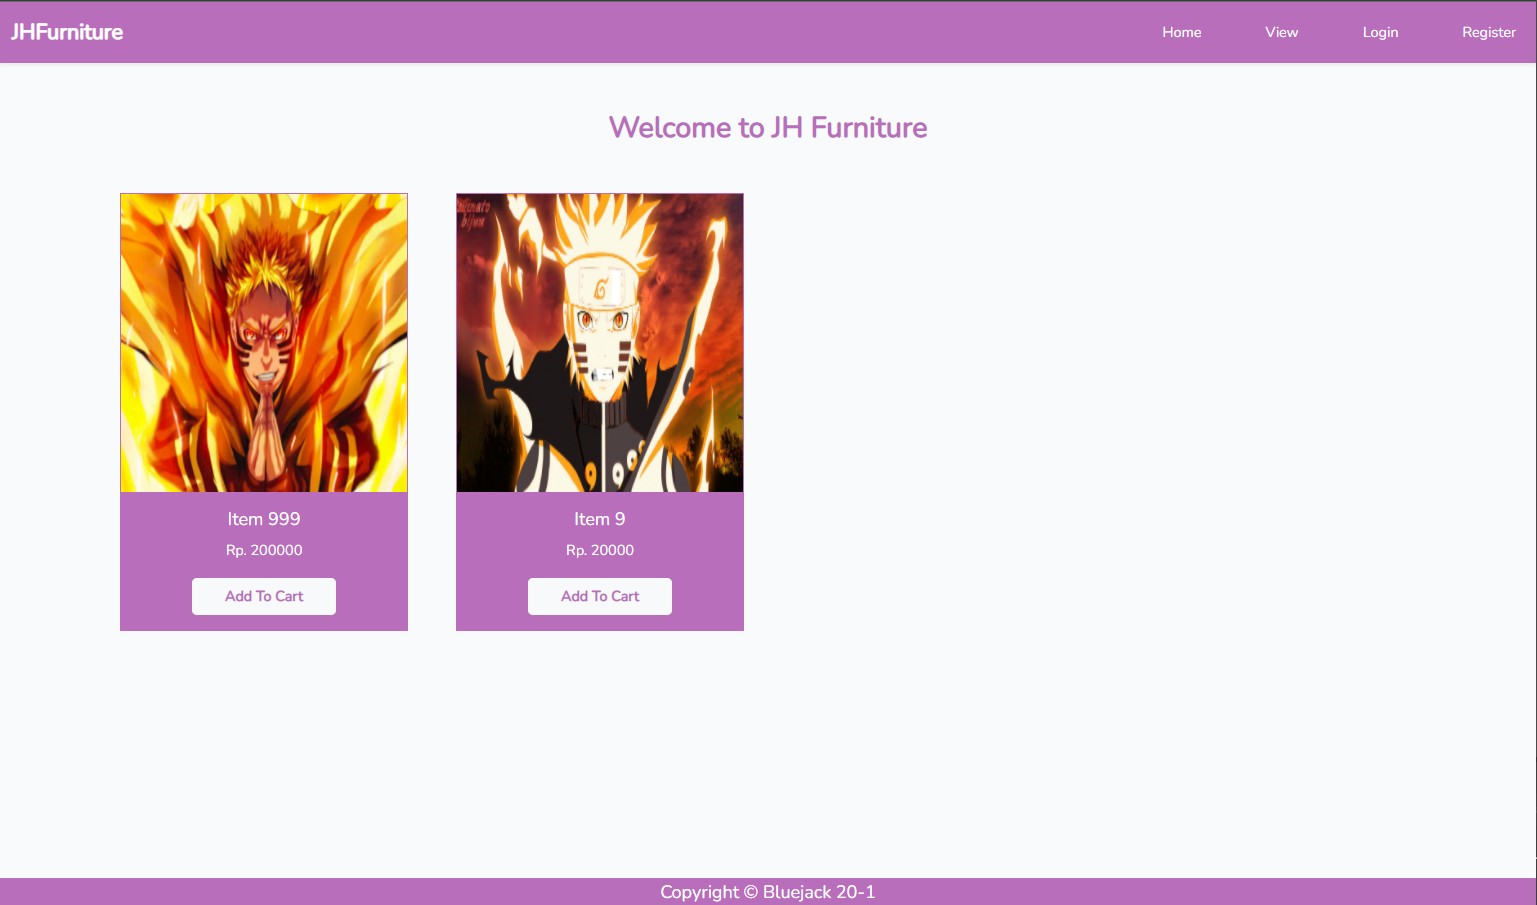 JHFurniture
Home View Login Register
Welcome to JH Furniture
Item 999
Rp. 200000
Add To Cart
Item 9
Rp. 20000
Add To Cart
Copyright © Bluejack 20-1